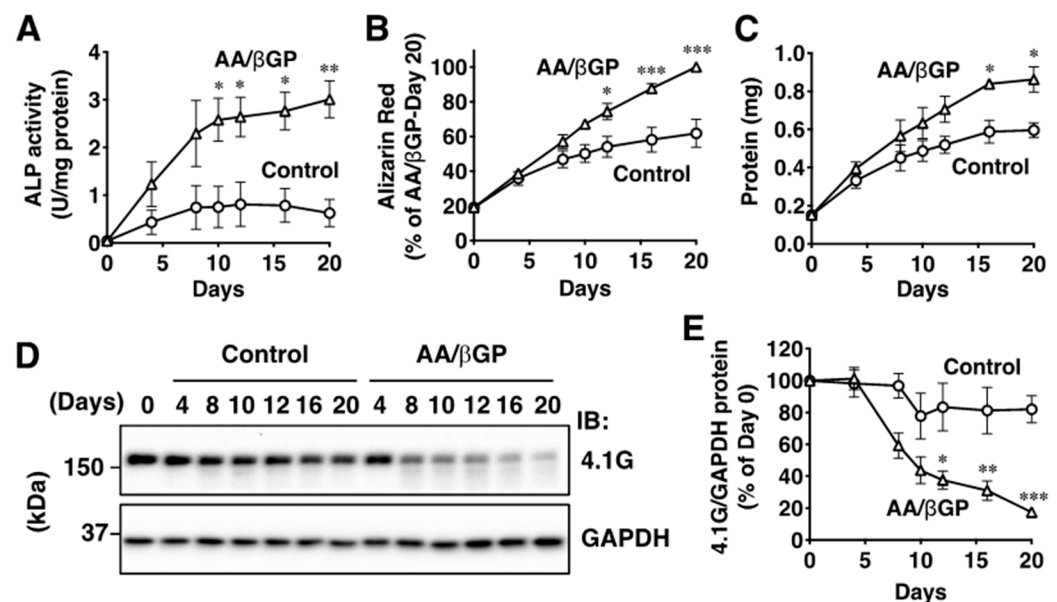 A
ALP activity
(U/mg protein)
4
3
2
1
0
AA/βGP
* * * **
Control
0 5 10 15 20
Days
B
Alizarin Red
(% of AA/βGP-Day 20)
100
80
60
40
20
0
AA/βGP
* *** ***
Control
0 5 10 15 20
Days
C
Protein (mg)
1.0
0.8
0.6
0.4
0.2
0.0
AA/βGP
* *
Control
0 5 10 15 20
Days
D
Control AA/βGP
(Days) 0 4 8 10 12 16 20 4 8 10 12 16 20
IB:
(kDa)
150
4.1G
37
GAPDH
E
4.1G/GAPDH protein
(% of Day 0)
120
100
80
60
40
20
0
Control
* ** ***
AA/βGP
0 5 10 15 20
Days